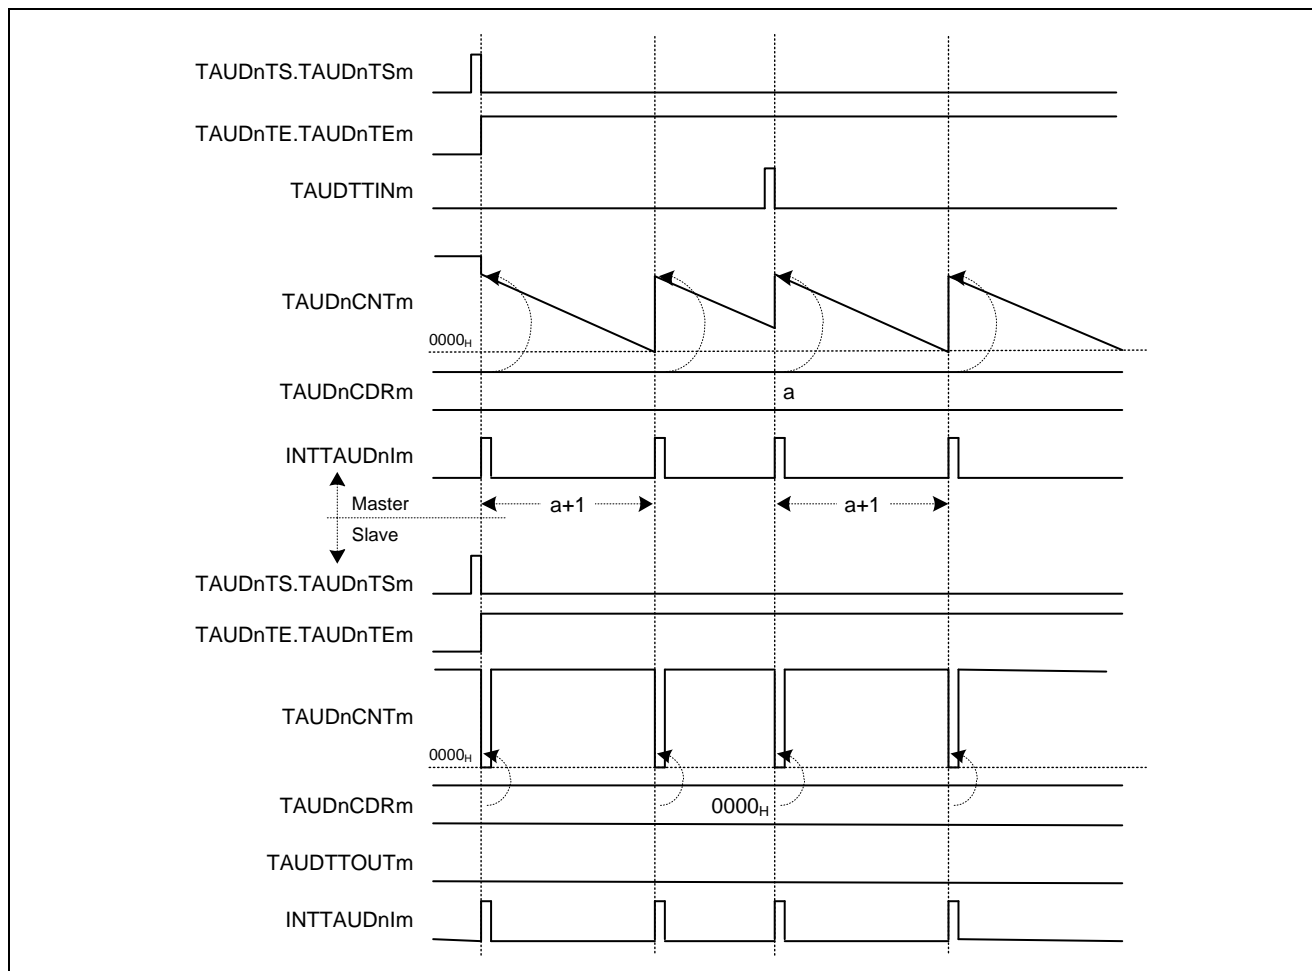 TAUDnTS.TAUDnTSm
TAUDnTE.TAUDnTEm
TAUDTTINm
TAUDnCNTm
0000H
TAUDnCDRm
a
INTTAUDnIm
Master
a+1
a+1
Slave
TAUDnTS.TAUDnTSm
TAUDnTE.TAUDnTEm
TAUDnCNTm
0000H
TAUDnCDRm
0000H
TAUDTTOUTm
INTTAUDnIm